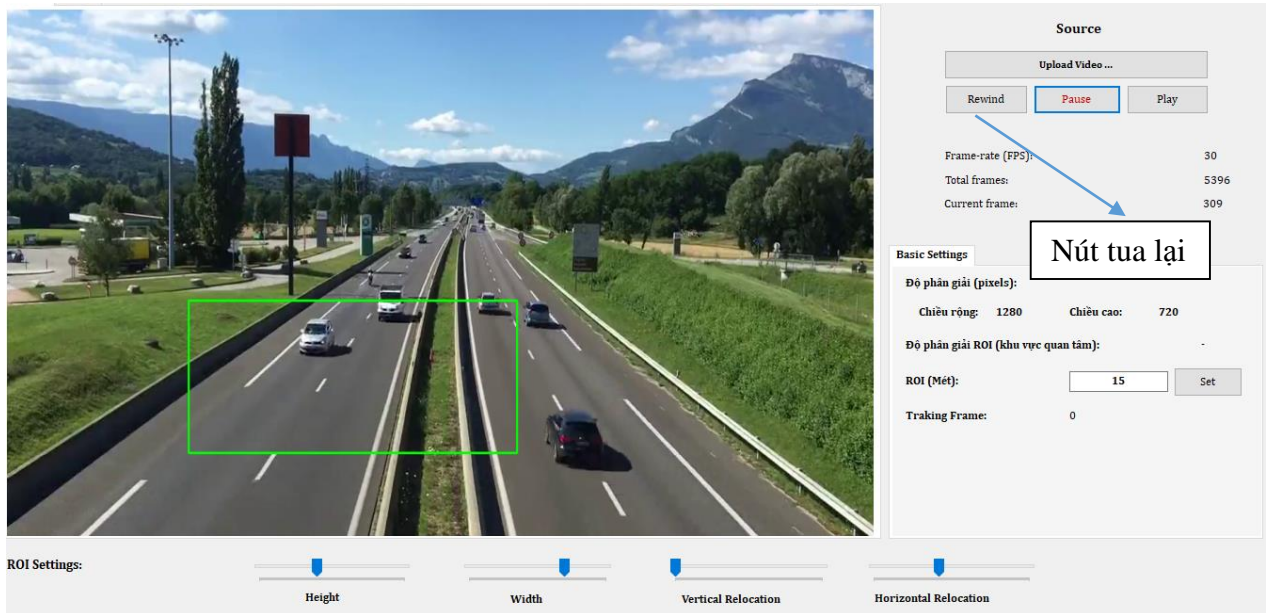 Source
Upload Video ...
Rewind Pause Play
Frame-rate (FPS): 30
Total frames: 5396
Current frame: 309
Nút tua lại
Basic Settings
Độ phân giải (pixels):
Chiều rộng: 1280 Chiều cao: 720
Độ phân giải ROI (khu vực quan tâm): -
ROI (Mét): 15 Set
Traking Frame: 0
ROI Settings:
Height Width Vertical Relocation Horizontal Relocation